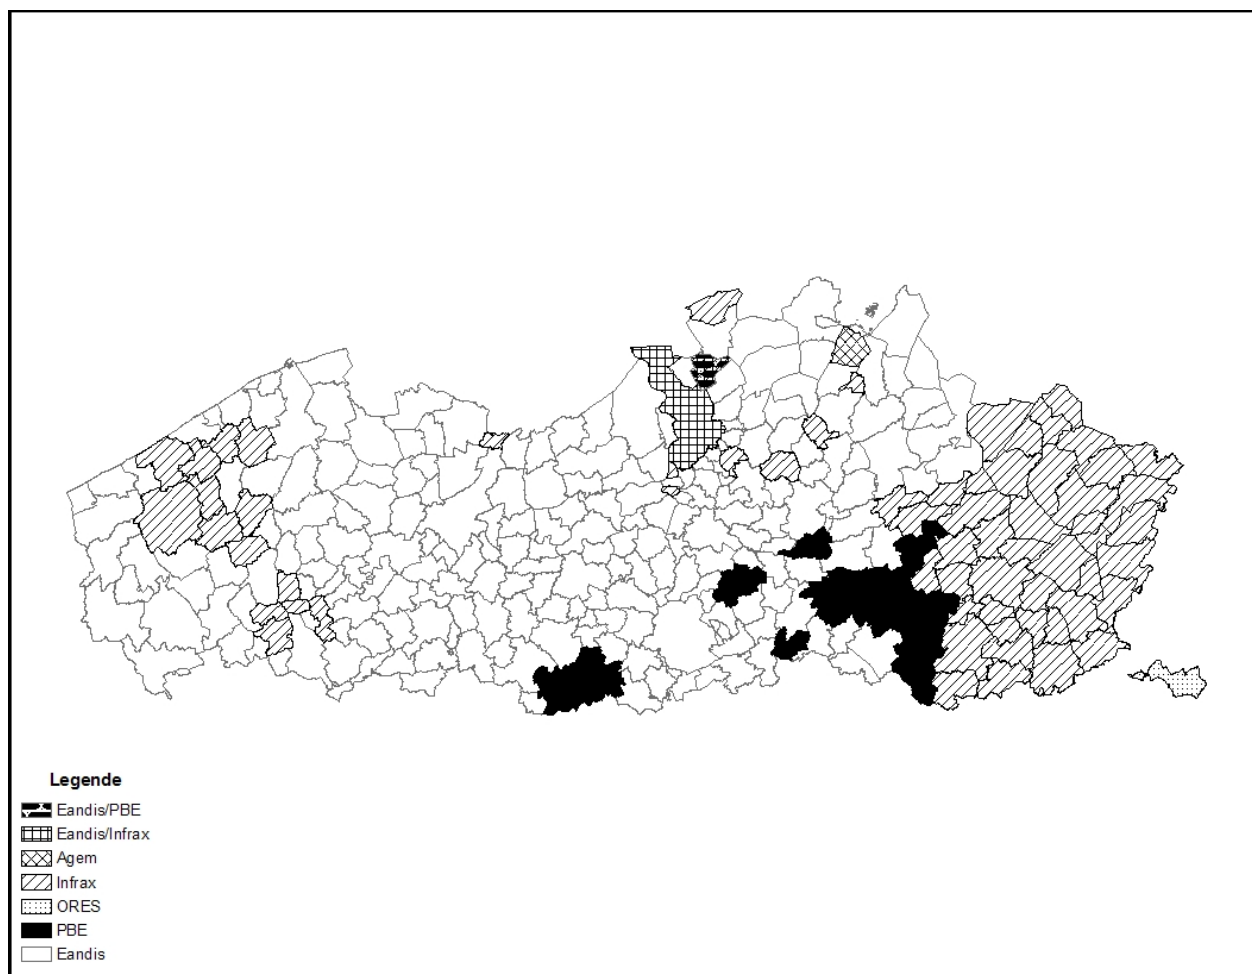 Legende
Eandis/PBE
Eandis/Infrax
Agem
Infrax
ORES
PBE
Eandis